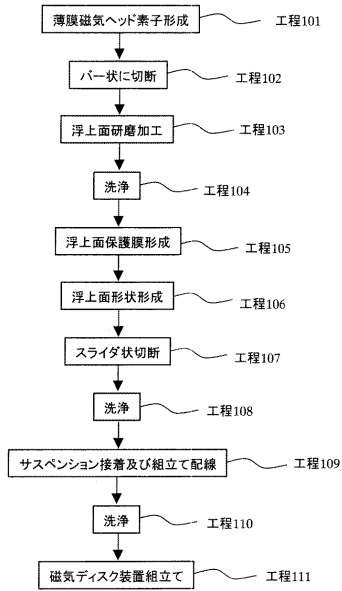 薄膜磁気ヘッド素子形成
工程101
バー状に切断
工程102
浮上面研磨加工
工程103
洗浄
工程104
浮上面保護膜形成
工程105
浮上面形状形成
工程106
スライダ状切断
工程107
洗浄
工程108
サスペンション接着及び組立て配線
工程109
洗浄
工程110
磁気ディスク装置組立て
工程111